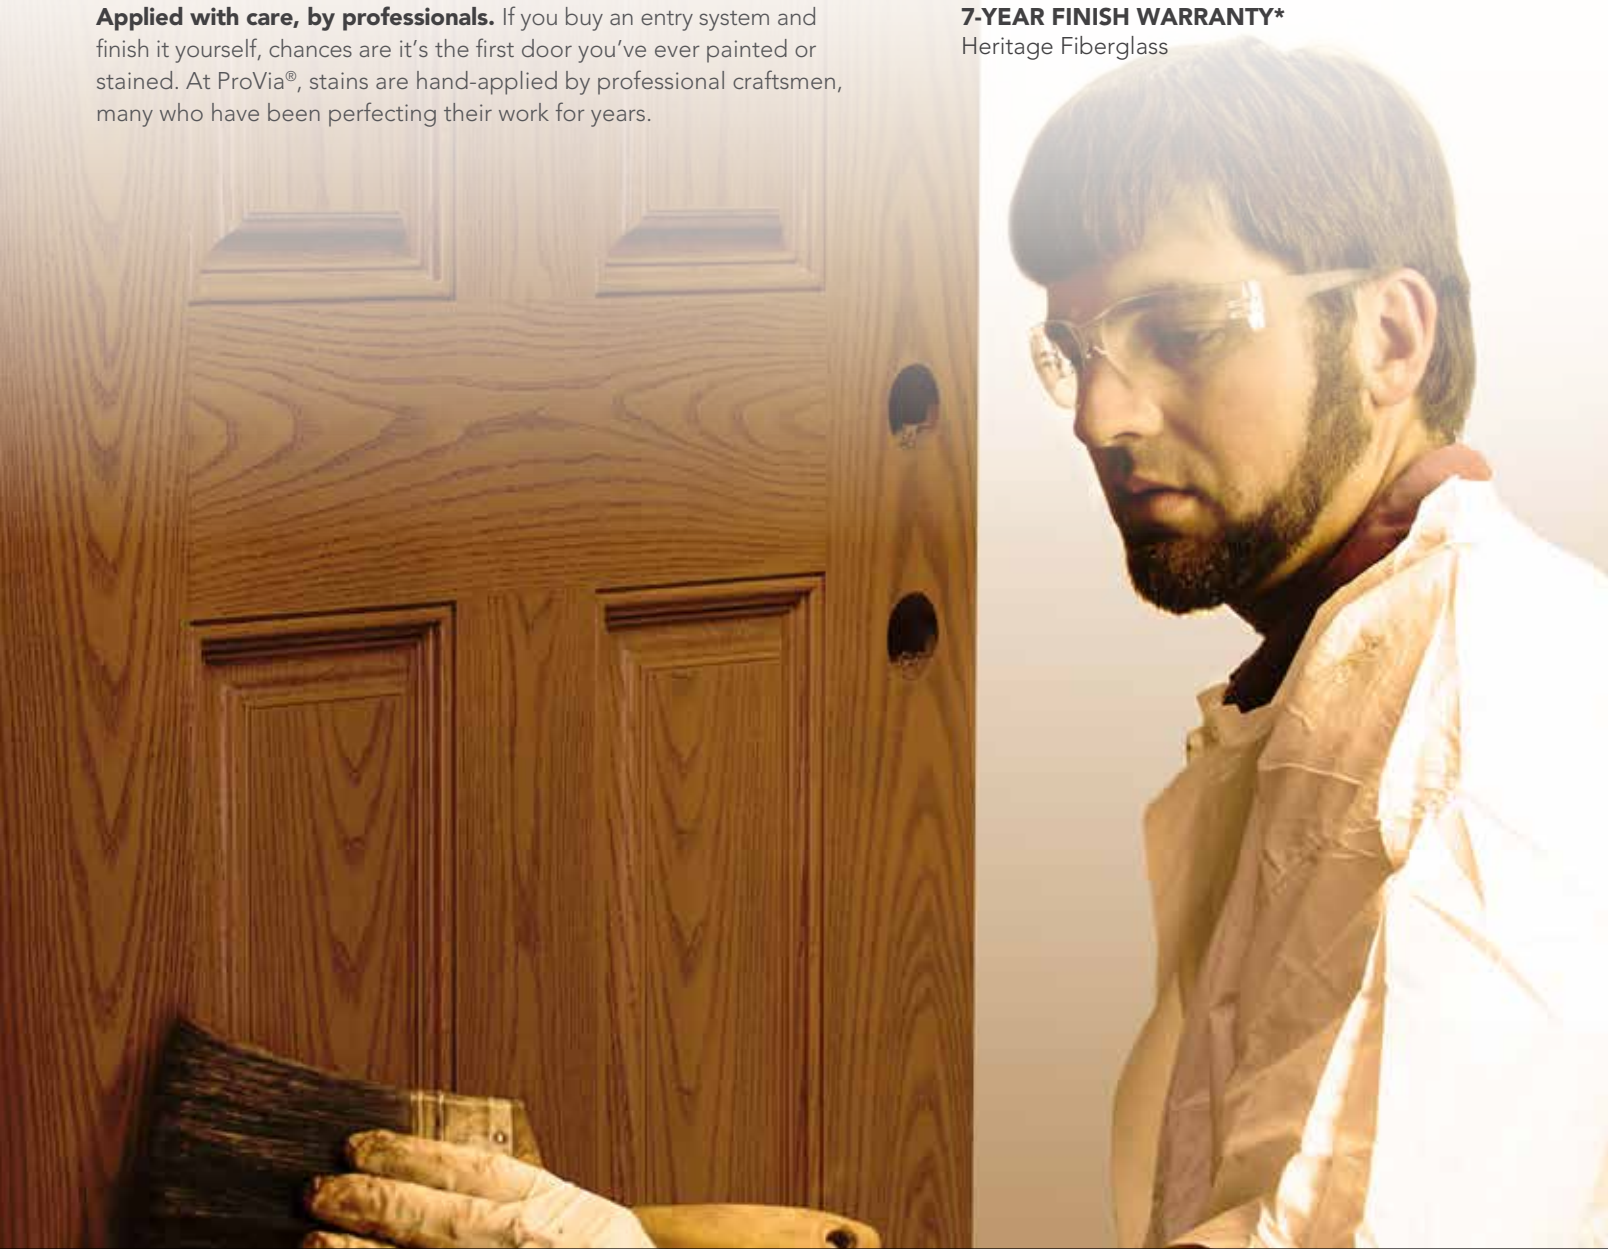 Applied with care, by professionals. If you buy an entry system and
finish it yourself, chances are it’s the first door you’ve ever painted or
stained. At ProVia®, stains are hand-applied by professional craftsmen,
many who have been perfecting their work for years.
7-YEAR FINISH WARRANTY*
Heritage Fiberglass